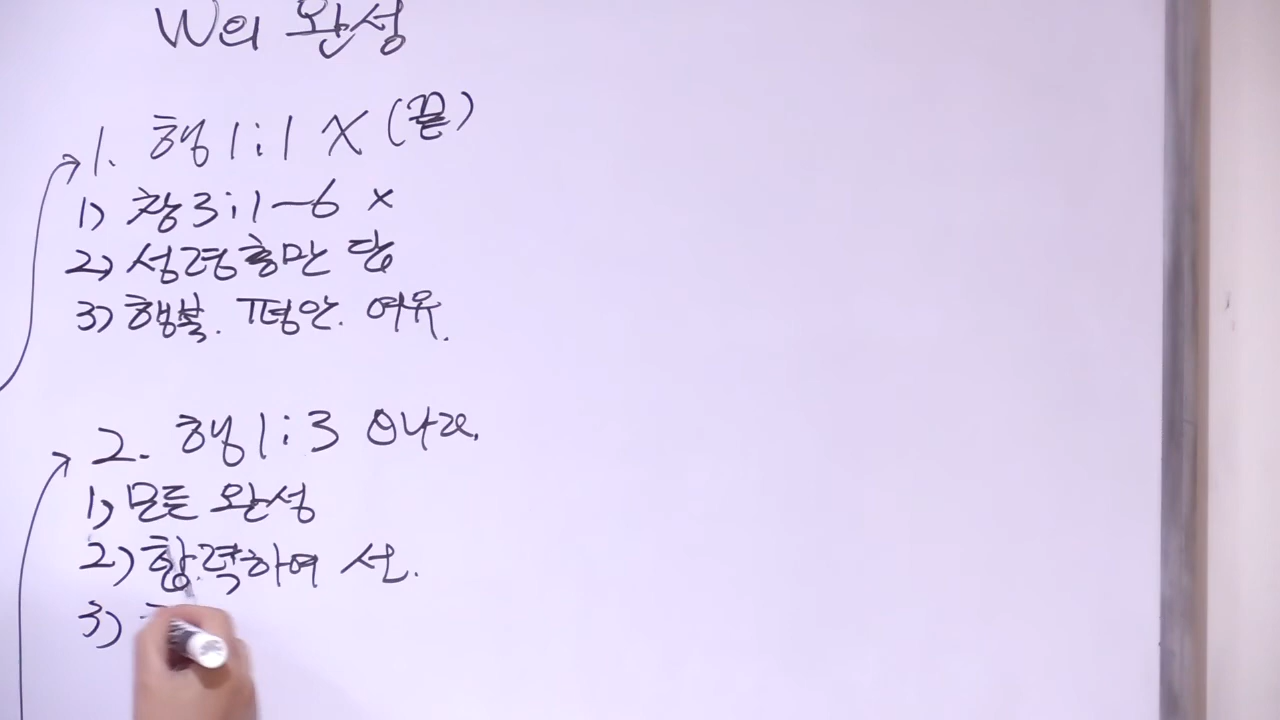 W의 완성
1. 행1:1 X (끝)
1) 창3:1~6 x
2) 성령충만 답
3) 행복. 평안. 여유.
2. 행1:3 나라.
1) 모든 완성
2) 합력하여 선.
3)